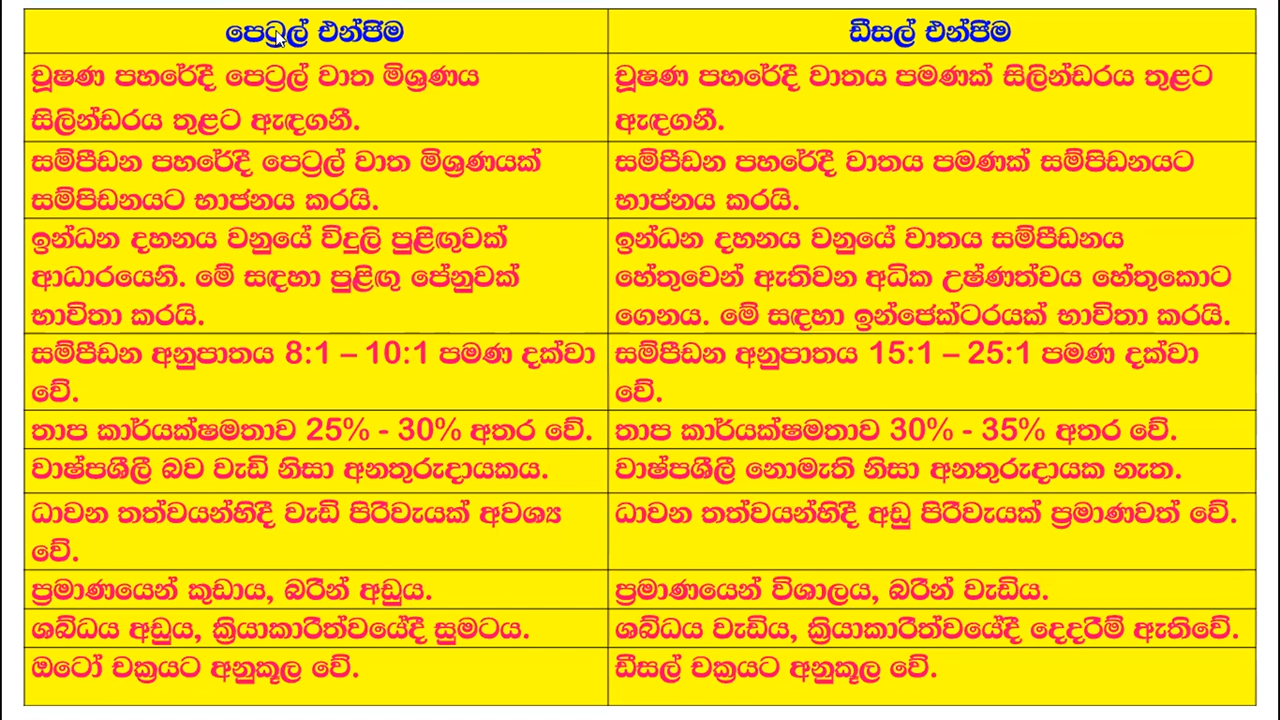 පෙට්‍රල් එන්ජිම
ඩීසල් එන්ජිම
චූෂණ පහරේදී පෙට්‍රල් වාත මිශ්‍රණය
සිලින්ඩරය තුළට ඇඳගනී.
චූෂණ පහරේදී වාතය පමණක් සිලින්ඩරය තුළට
ඇඳගනී.
සම්පීඩන පහරේදී පෙට්‍රල් වාත මිශ්‍රණයක්
සම්පිඩනයට භාජනය කරයි.
සම්පීඩන පහරේදී වාතය පමණක් සම්පිඩනයට
භාජනය කරයි.
ඉන්ධන දහනය වනුයේ විදුලි පුළිඟුවක්
ආධාරයෙනි. මේ සඳහා පුළිඟු පේනුවක්
භාවිතා කරයි.
ඉන්ධන දහනය වනුයේ වාතය සම්පීඩනය
හේතුවෙන් ඇතිවන අධික උෂ්ණත්වය හේතුකොට
ගෙනය. මේ සඳහා ඉන්ජෙක්ටරයක් භාවිතා කරයි.
සම්පීඩන අනුපාතය 8:1 – 10:1 පමණ දක්වා
වේ.
සම්පීඩන අනුපාතය 15:1 – 25:1 පමණ දක්වා
වේ.
තාප කාර්යක්ෂමතාව 25% - 30% අතර වේ.
තාප කාර්යක්ෂමතාව 30% - 35% අතර වේ.
වාෂ්පශීලී බව වැඩි නිසා අනතුරුදායකය.
වාෂ්පශීලී නොමැති නිසා අනතුරුදායක නැත.
ධාවන තත්වයන්හිදී වැඩි පිරිවැයක් අවශ්‍ය
වේ.
ධාවන තත්වයන්හිදී අඩු පිරිවැයක් ප්‍රමාණවත් වේ.
ප්‍රමාණයෙන් කුඩාය, බරින් අඩුය.
ප්‍රමාණයෙන් විශාලය, බරින් වැඩිය.
ශබ්ධය අඩුය, ක්‍රියාකාරීත්වයේදී සුමටය.
ශබ්ධය වැඩිය, ක්‍රියාකාරීත්වයේදී දෙදරීම් ඇතිවේ.
ඔටෝ චක්‍රයට අනුකූල වේ.
ඩීසල් චක්‍රයට අනුකූල වේ.